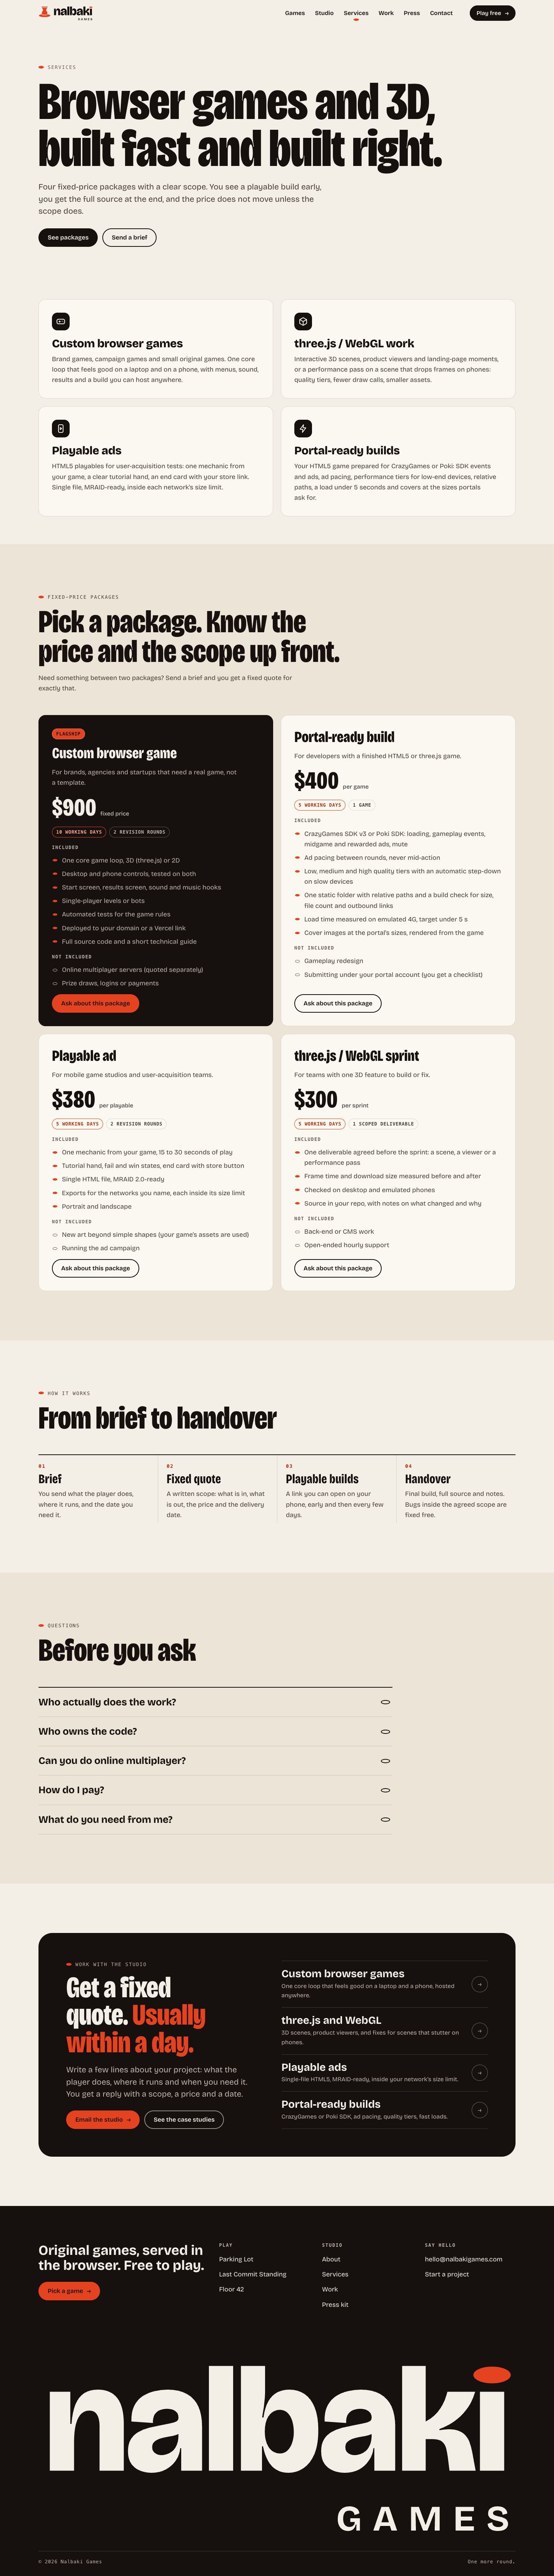 nalbaki
GAMES
Games
Studio
Services
Work
Press
Contact
Play free →
SERVICES
Browser games and 3D,
built fast and built right.
Four fixed-price packages with a clear scope. You see a playable build early,
you get the full source at the end, and the price does not move unless the
scope does.
See packages
Send a brief
Custom browser games
Brand games, campaign games and small original games. One core
loop that feels good on a laptop and on a phone, with menus, sound,
results and a build you can host anywhere.
three.js / WebGL work
Interactive 3D scenes, product viewers and landing-page moments,
or a performance pass on a scene that drops frames on phones:
quality tiers, fewer draw calls, smaller assets.
Playable ads
HTML5 playables for user-acquisition tests: one mechanic from
your game, a clear tutorial hand, an end card with your store link.
Single file, MRAID-ready, inside each network's size limit.
Portal-ready builds
Your HTML5 game prepared for CrazyGames or Poki: SDK events
and ads, ad pacing, performance tiers for low-end devices, relative
paths, a load under 5 seconds and covers at the sizes portals
ask for.
FIXED-PRICE PACKAGES
Pick a package. Know the
price and the scope up front.
Need something between two packages? Send a brief and you get a fixed quote for
exactly that.
FLAGSHIP
Custom browser game
For brands, agencies and startups that need a real game, not
a template.
$900 fixed price
10 WORKING DAYS
2 REVISION ROUNDS
INCLUDED
One core game loop, 3D (three.js) or 2D
Desktop and phone controls, tested on both
Start screen, results screen, sound and music hooks
Single-player levels or bots
Automated tests for the game rules
Deployed to your domain or a Vercel link
Full source code and a short technical guide
NOT INCLUDED
Online multiplayer servers (quoted separately)
Prize draws, logins or payments
Ask about this package
Portal-ready build
For developers with a finished HTML5 or three.js game.
$400 per game
5 WORKING DAYS
1 GAME
INCLUDED
CrazyGames SDK v3 or Poki SDK: loading, gameplay events,
midgame and rewarded ads, mute
Ad pacing between rounds, never mid-action
Low, medium and high quality tiers with an automatic step-down
on slow devices
One static folder with relative paths and a build check for size,
file count and outbound links
Load time measured on emulated 4G, target under 5 s
Cover images at the portal's sizes, rendered from the game
NOT INCLUDED
Gameplay redesign
Submitting under your portal account (you get a checklist)
Ask about this package
Playable ad
For mobile game studios and user-acquisition teams.
$380 per playable
5 WORKING DAYS
2 REVISION ROUNDS
INCLUDED
One mechanic from your game, 15 to 30 seconds of play
Tutorial hand, fail and win states, end card with store button
Single HTML file, MRAID 2.0-ready
Exports for the networks you name, each inside its size limit
Portrait and landscape
NOT INCLUDED
New art beyond simple shapes (your game's assets are used)
Running the ad campaign
Ask about this package
three.js / WebGL sprint
For teams with one 3D feature to build or fix.
$300 per sprint
5 WORKING DAYS
1 SCOPED DELIVERABLE
INCLUDED
One deliverable agreed before the sprint: a scene, a viewer or a
performance pass
Frame time and download size measured before and after
Checked on desktop and emulated phones
Source in your repo, with notes on what changed and why
NOT INCLUDED
Back-end or CMS work
Open-ended hourly support
Ask about this package
HOW IT WORKS
From brief to handover
01
Brief
You send what the player does,
where it runs, and the date you
need it.
02
Fixed quote
A written scope: what is in, what
is out, the price and the delivery
date.
03
Playable builds
A link you can open on your
phone, early and then every few
days.
04
Handover
Final build, full source and notes.
Bugs inside the agreed scope are
fixed free.
QUESTIONS
Before you ask
Who actually does the work?
Who owns the code?
Can you do online multiplayer?
How do I pay?
What do you need from me?
WORK WITH THE STUDIO
Get a fixed
quote. Usually
within a day.
Write a few lines about your project: what the
player does, where it runs and when you need it.
You get a reply with a scope, a price and a date.
Email the studio →
See the case studies
Custom browser games
One core loop that feels good on a laptop and a phone, hosted
anywhere.
→
three.js and WebGL
3D scenes, product viewers, and fixes for scenes that stutter on
phones.
→
Playable ads
Single-file HTML5, MRAID-ready, inside your network's size limit.
→
Portal-ready builds
CrazyGames or Poki SDK, ad pacing, quality tiers, fast loads.
→
Original games, served in
the browser. Free to play.
Pick a game →
PLAY
Parking Lot
Last Commit Standing
Floor 42
STUDIO
About
Services
Work
Press kit
SAY HELLO
hello@nalbakigames.com
Start a project
nalbaki
GAMES
© 2026 Nalbaki Games
One more round.